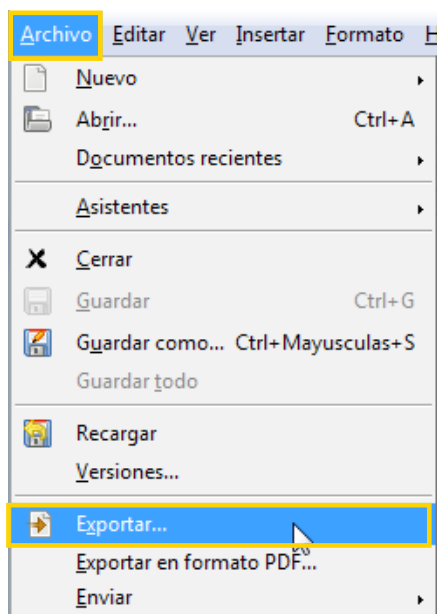 Archivo Editar Ver Insertar Formato H
Nuevo
Abrir... Ctrl+A
Documentos recientes
Asistentes
Cerrar
Guardar Ctrl+G
Guardar como... Ctrl+Mayusculas+S
Guardar todo
Recargar
Versiones...
Exportar...
Exportar en formato PDF...
Enviar